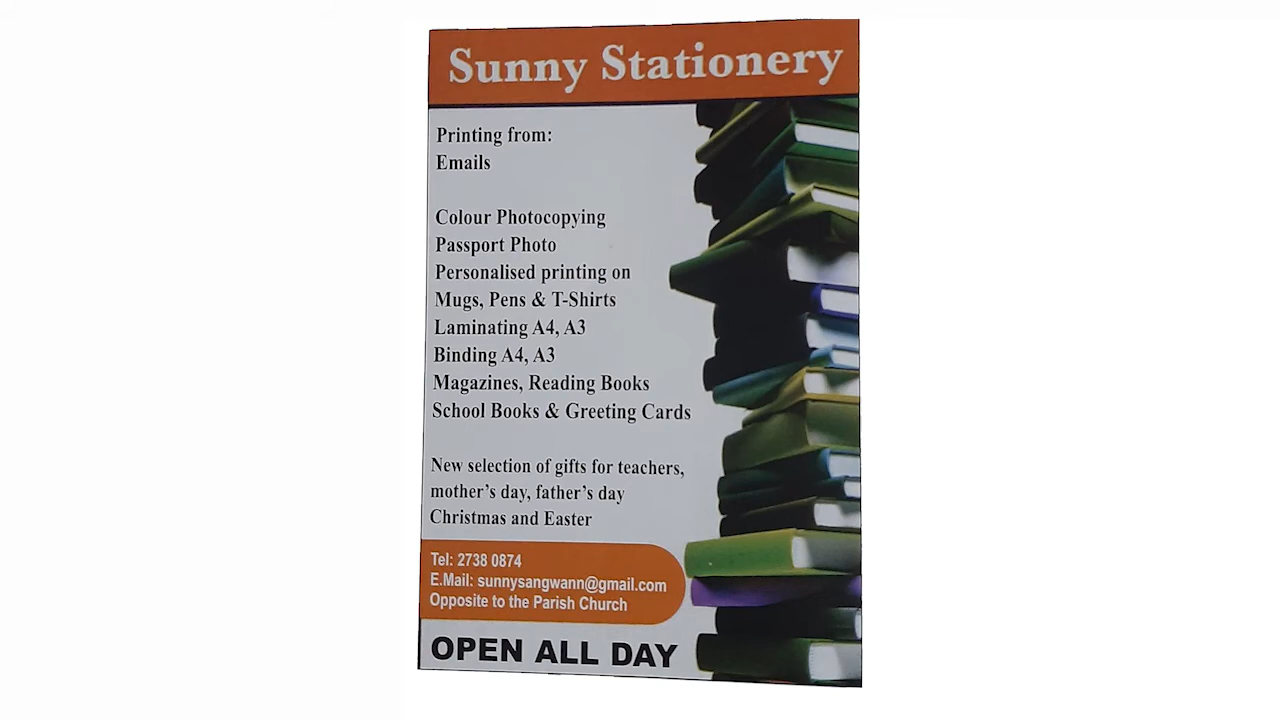 Sunny Stationery
Printing from:
Emails
Colour Photocopying
Passport Photo
Personalised printing on
Mugs, Pens & T-Shirts
Laminating A4, A3
Binding A4, A3
Magazines, Reading Books
School Books & Greeting Cards
New selection of gifts for teachers,
mother's day, father's day
Christmas and Easter
Tel: 2738 0874
E.Mail: sunnysangwann@gmail.com
Opposite to the Parish Church
OPEN ALL DAY